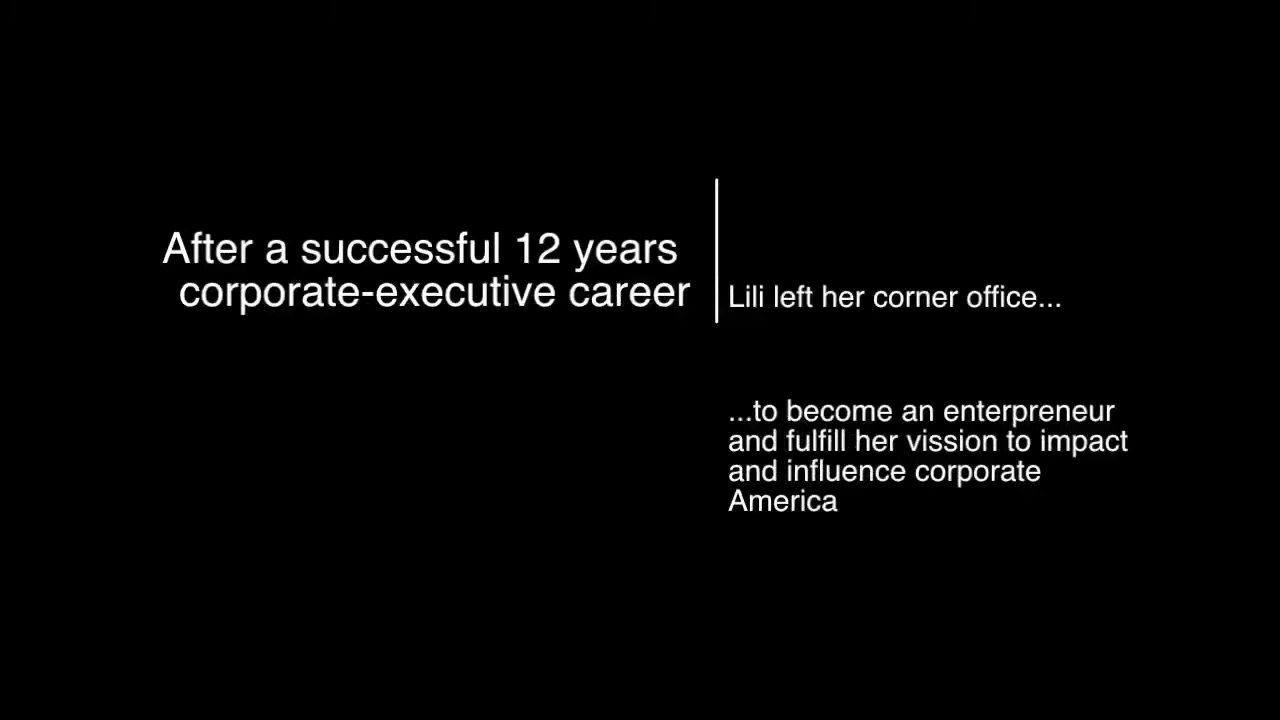 After a successful 12 years
corporate-executive career
Lili left her corner office...
...to become an enterpreneur
and fulfill her vission to impact
and influence corporate
America